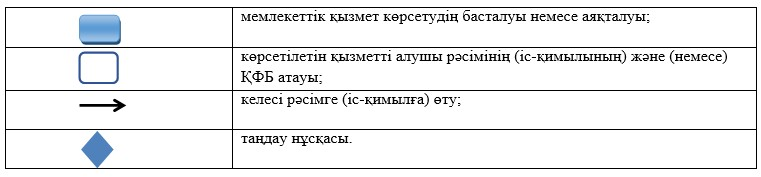 мемлекеттік қызмет көрсетудің басталуы немесе аяқталуы;
көрсетілетін қызметті алушы рәсімінің (іс-қимылының) және (немесе)
ҚФБ атауы;
келесі рәсімге (іс-қимылға) өту;
таңдау нұсқасы.